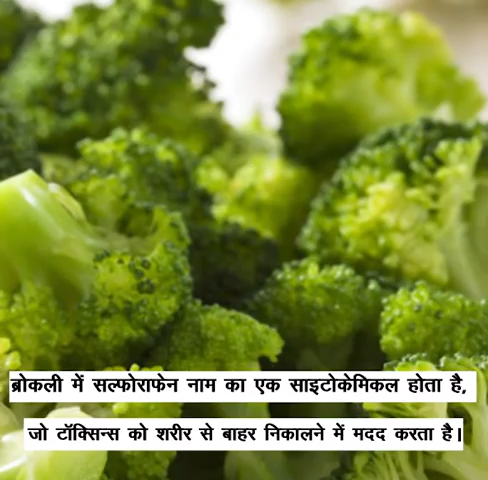 ब्रोकली में सल्फोराफेन नाम का एक साइटोकेमिकल होता है,
जो टॉक्सिन्स को शरीर से बाहर निकालने में मदद करता है।